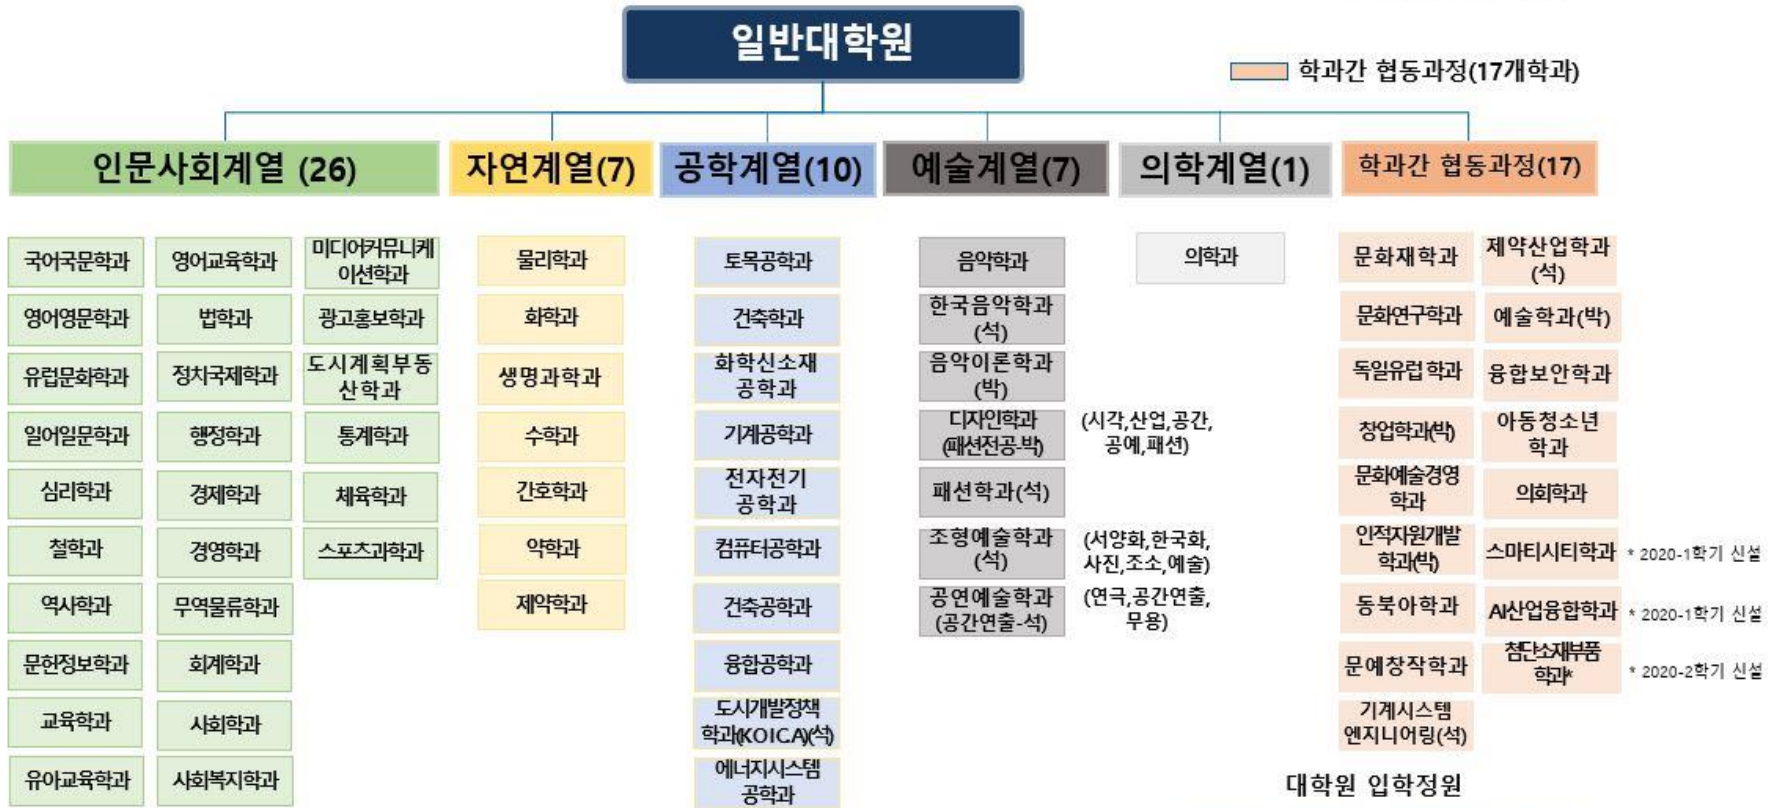 일반대학원
학과간 협동과정(17개학과)
인문사회계열 (26)
자연계열(7)
공학계열(10)
예술계열(7)
의학계열(1)
학과간 협동과정(17)
국어국문학과
영어영문학과
유럽문화학과
일어일문학과
심리학과
철학과
역사학과
문헌정보학과
교육학과
유아교육학과
영어교육학과
법학과
정치국제학과
행정학과
경제학과
경영학과
무역물류학과
회계학과
사회학과
사회복지학과
미디어커뮤니케
이션학과
광고홍보학과
도시계획부동
산학과
통계학과
체육학과
스포츠과학과
물리학과
화학과
생명과학과
수학과
간호학과
약학과
제약학과
토목공학과
건축학과
화학신소재
공학과
기계공학과
전자전기
공학과
컴퓨터공학과
건축공학과
융합공학과
도시개발정책
학과(KOICA)(석)
에너지시스템
공학과
음악학과
한국음악학과
(석)
음악이론학과
(박)
디자인학과
(패션전공-박)
(시각,산업,공간,
공예,패션)
패션학과(석)
조형예술학과
(석)
(서양화,한국화,
사진,조소,예술)
공연예술학과
(공간연출-석)
(연극,공간연출,
무용)
의학과
문화재학과
문화연구학과
독일유럽학과
창업학과(박)
문화예술경영
학과
인적자원개발
학과(박)
동북아학과
문예창작학과
기계시스템
엔지니어링(석)
제약산업학과
(석)
예술학과(박)
융합보안학과
아동청소년
학과
의회학과
스마티시티학과
* 2020-1학기 신설
AI산업융합학과
* 2020-1학기 신설
첨단소재부품
학과*
* 2020-2학기 신설
대학원 입학정원